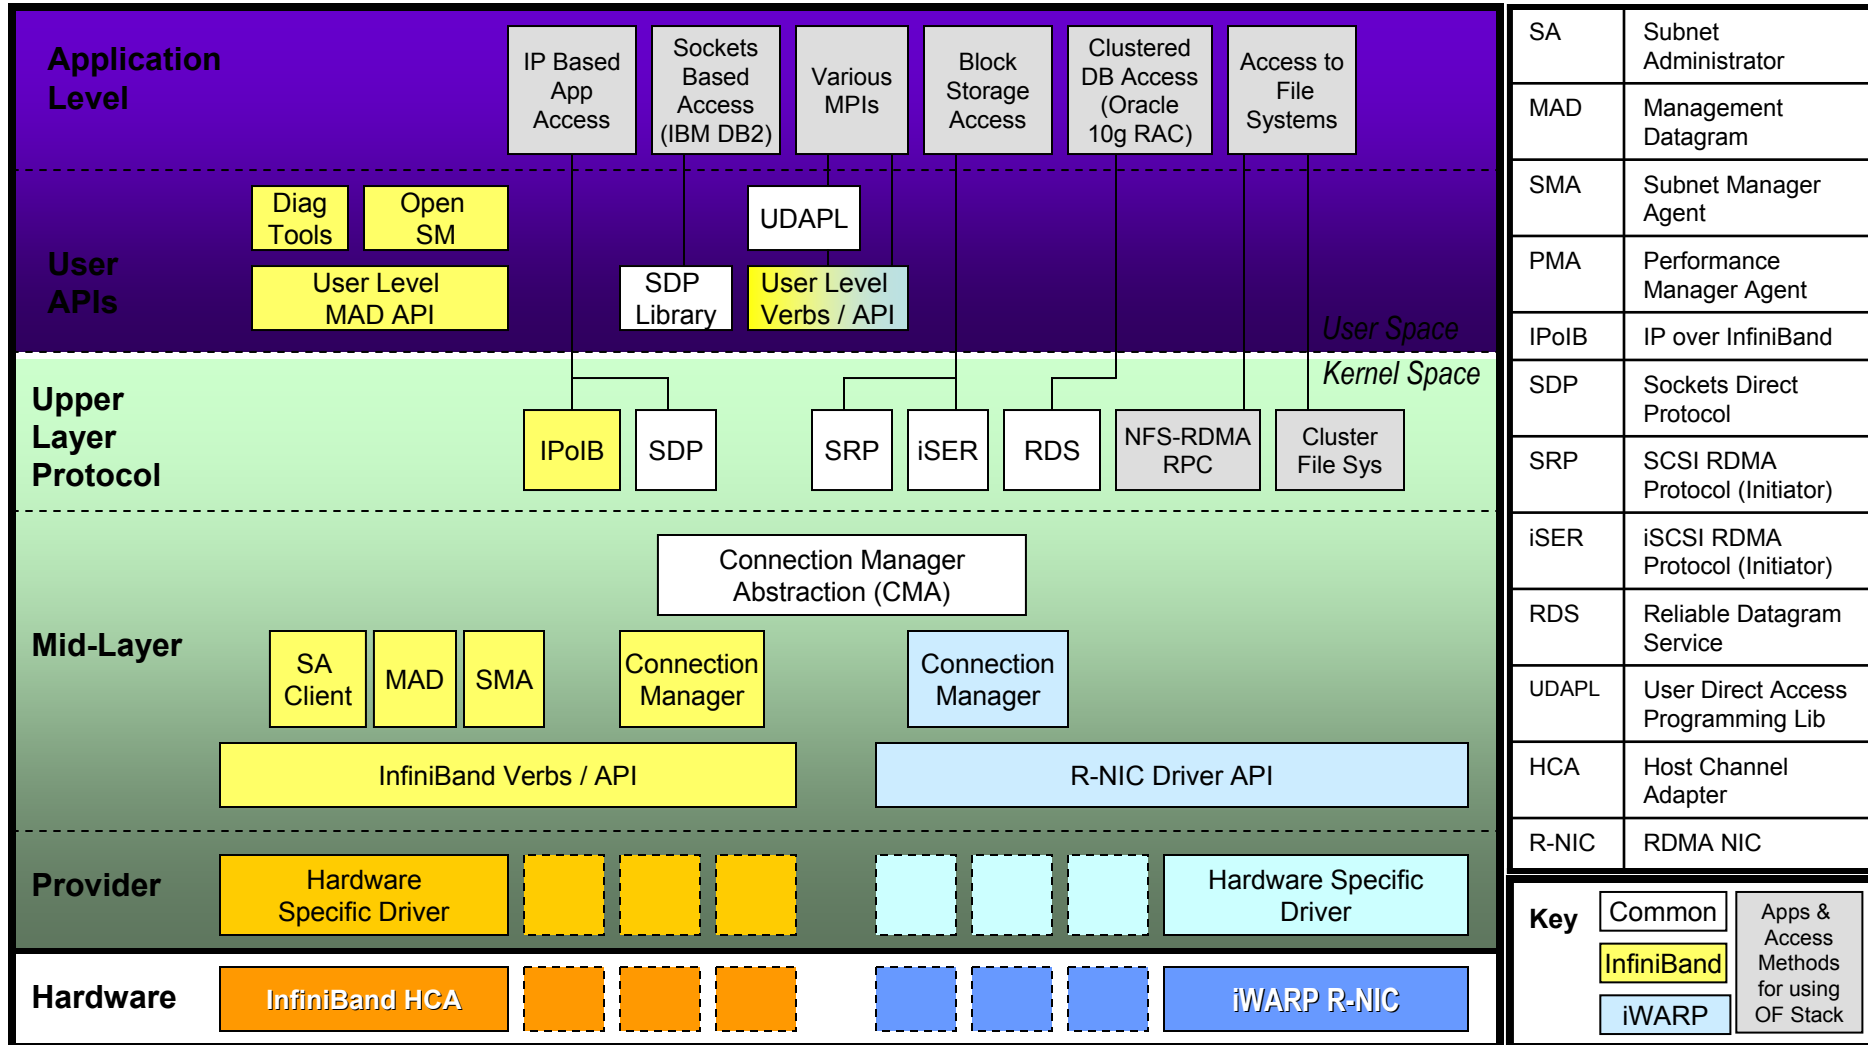 Application
Level
IP Based
App
Access
Sockets
Based
Access
(IBM DB2)
Various
MPIs
Block
Storage
Access
Clustered
DB Access
(Oracle
10g RAC)
Access to
File
Systems
User
APIs
Diag
Tools
Open
SM
UDAPL
User Level
MAD API
SDP
Library
User Level
Verbs / API
User Space
Kernel Space
Upper
Layer
Protocol
IPoIB
SDP
SRP
iSER
RDS
NFS-RDMA
RPC
Cluster
File Sys
Connection Manager
Abstraction (CMA)
Mid-Layer
SA
Client
MAD
SMA
Connection
Manager
Connection
Manager
InfiniBand Verbs / API
R-NIC Driver API
Provider
Hardware
Specific Driver
Hardware Specific
Driver
Hardware
InfiniBand HCA
iWARP R-NIC
SA
Subnet
Administrator
MAD
Management
Datagram
SMA
Subnet Manager
Agent
PMA
Performance
Manager Agent
IPoIB
IP over InfiniBand
SDP
Sockets Direct
Protocol
SRP
SCSI RDMA
Protocol (Initiator)
iSER
iSCSI RDMA
Protocol (Initiator)
RDS
Reliable Datagram
Service
UDAPL
User Direct Access
Programming Lib
HCA
Host Channel
Adapter
R-NIC
RDMA NIC
Key
Common
InfiniBand
iWARP
Apps &
Access
Methods
for using
OF Stack